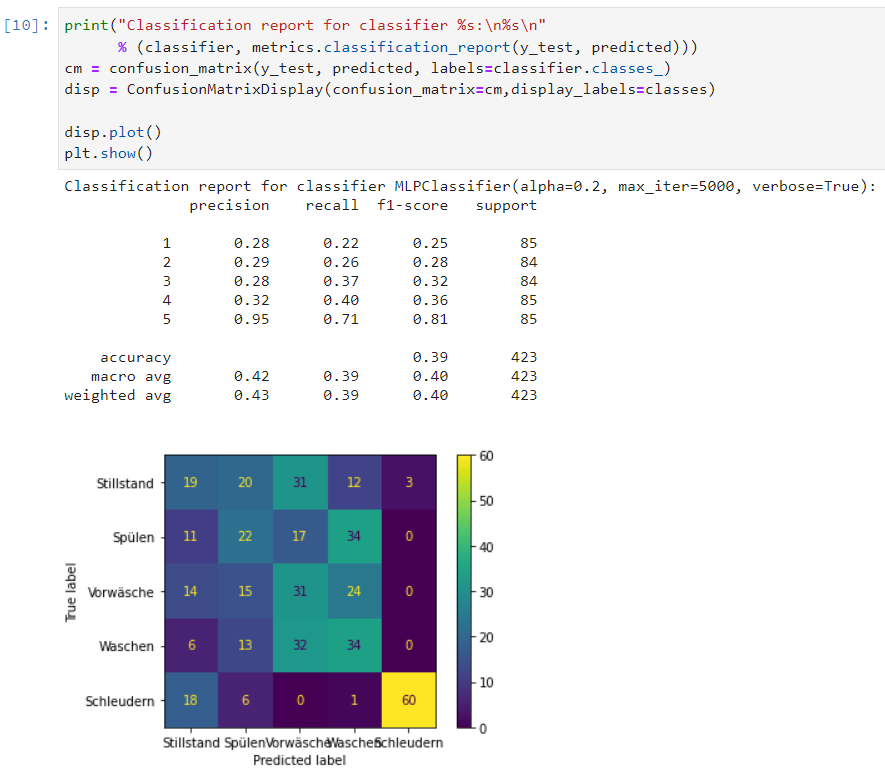 [10]: print("Classification report for classifier %s:\n%s\n"
% (classifier, metrics.classification_report(y_test, predicted)))
cm = confusion_matrix(y_test, predicted, labels=classifier.classes_)
disp = ConfusionMatrixDisplay(confusion_matrix=cm,display_labels=classes)
disp.plot()
plt.show()
Classification report for classifier MLPClassifier(alpha=0.2, max_iter=5000, verbose=True):
precision recall f1-score support
1 0.28 0.22 0.25 85
2 0.29 0.26 0.28 84
3 0.28 0.37 0.32 84
4 0.32 0.40 0.36 85
5 0.95 0.71 0.81 85
accuracy 0.39 423
macro avg 0.42 0.39 0.40 423
weighted avg 0.43 0.39 0.40 423
Stillstand 19 20 31 12 3
Spülen 11 22 17 34 0
Vorwäsche 14 15 31 24 0
Waschen 6 13 32 34 0
Schleudern 18 6 0 1 60
Stillstand Spülen Vorwäsche Waschen Schleudern
Predicted label
True label
60
50
40
30
20
10
0